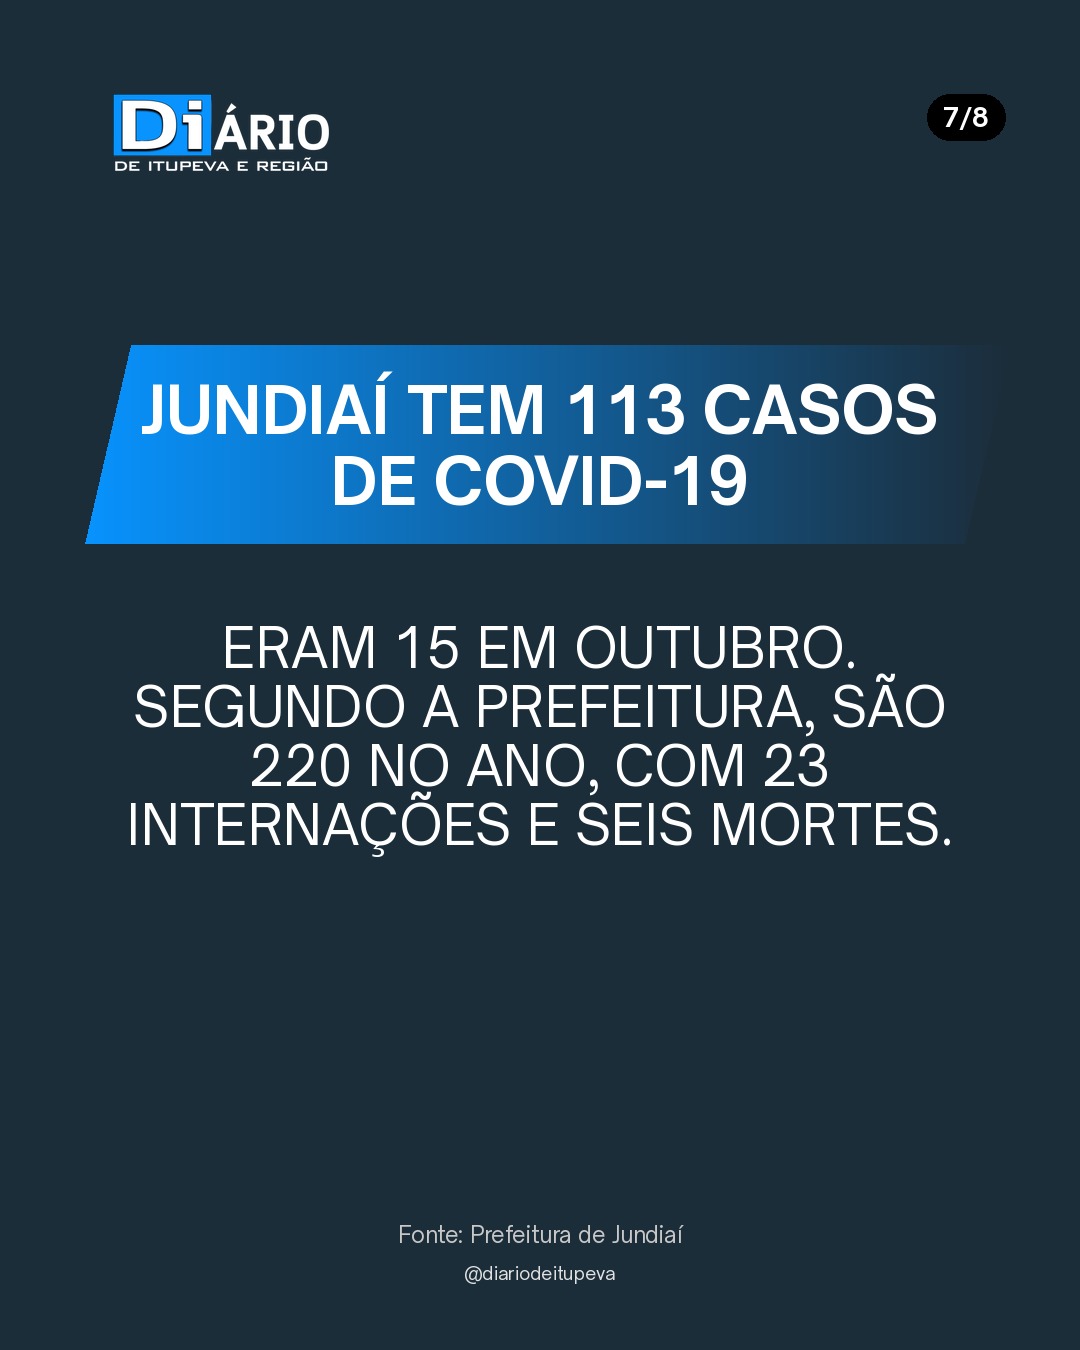 DiÁRIO
DE ITUPEVA E REGIÃO
7/8
JUNDIAÍ TEM 113 CASOS
DE COVID-19
ERAM 15 EM OUTUBRO.
SEGUNDO A PREFEITURA, SÃO
220 NO ANO, COM 23
INTERNAÇÕES E SEIS MORTES.
Fonte: Prefeitura de Jundiaí
@diariodeitupeva